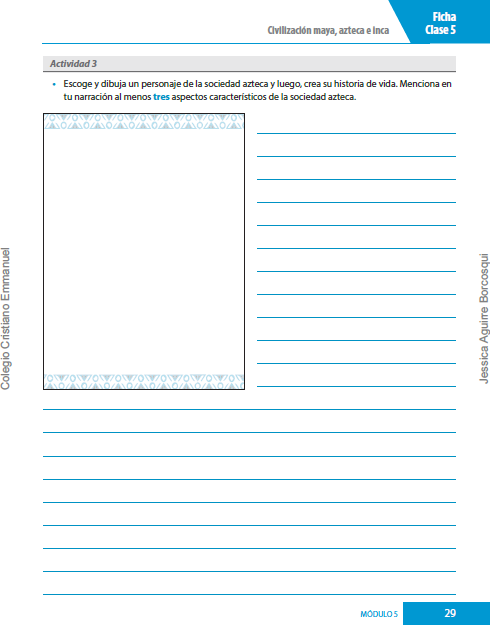 Civilización maya, azteca e inca
Ficha
Clase 5
Actividad 3
• Escoge y dibuja un personaje de la sociedad azteca y luego, crea su historia de vida. Menciona en
tu narración al menos tres aspectos característicos de la sociedad azteca.
Colegio Cristiano Emmanuel
Jessica Aguirre Borcosqui
MÓDULO 5
29